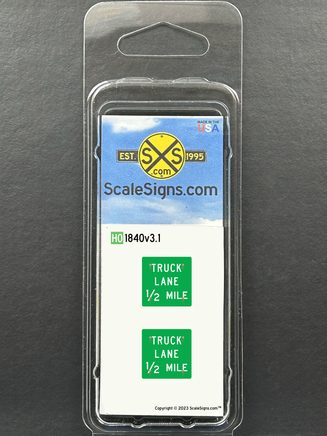 MADE IN THE
USA
EST. SXS 1995
.com
ScaleSigns.com
HO 1840v3.1
TRUCK
LANE
1/2 MILE
TRUCK
LANE
1/2 MILE
Copyright © 2023 ScaleSigns.com™